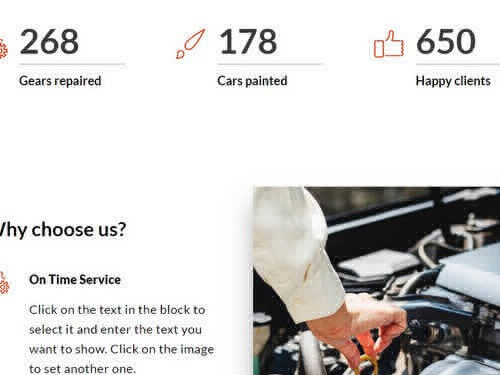 268 178 650
Gears repaired Cars painted Happy clients
Why choose us?
On Time Service
Click on the text in the block to
select it and enter the text you
want to show. Click on the image
to set another one.